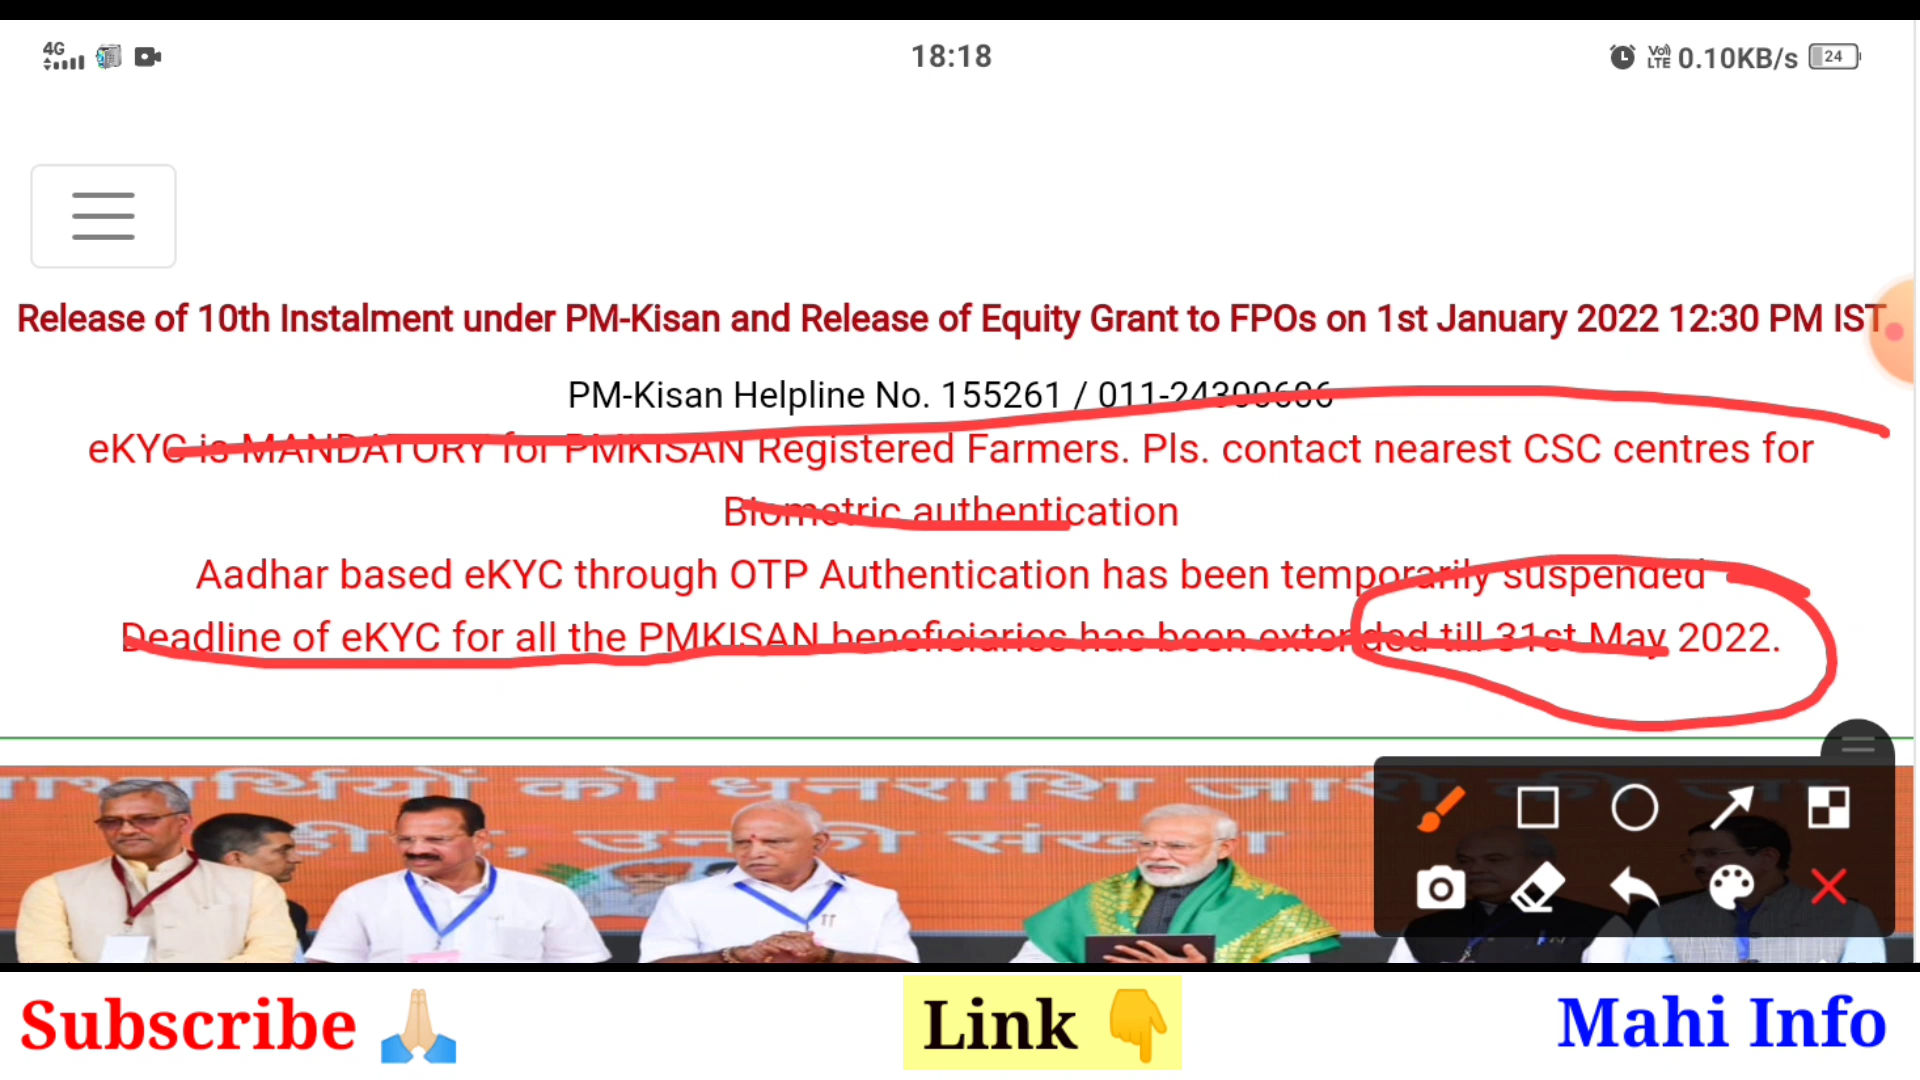 4G 18:18 Vo) LTE 0.10KB/s 24
Release of 10th Instalment under PM-Kisan and Release of Equity Grant to FPOs on 1st January 2022 12:30 PM IST
PM-Kisan Helpline No. 155261 / 011-24300606
eKYC is MANDATORY for PMKISAN Registered Farmers. Pls. contact nearest CSC centres for
Biometric authentication
Aadhar based eKYC through OTP Authentication has been temporarily suspended
Deadline of eKYC for all the PMKISAN beneficiaries has been extended till 31st May 2022.
को धनराशि जारी की जा
ही है, उनकी संख्या
Subscribe Link Mahi Info